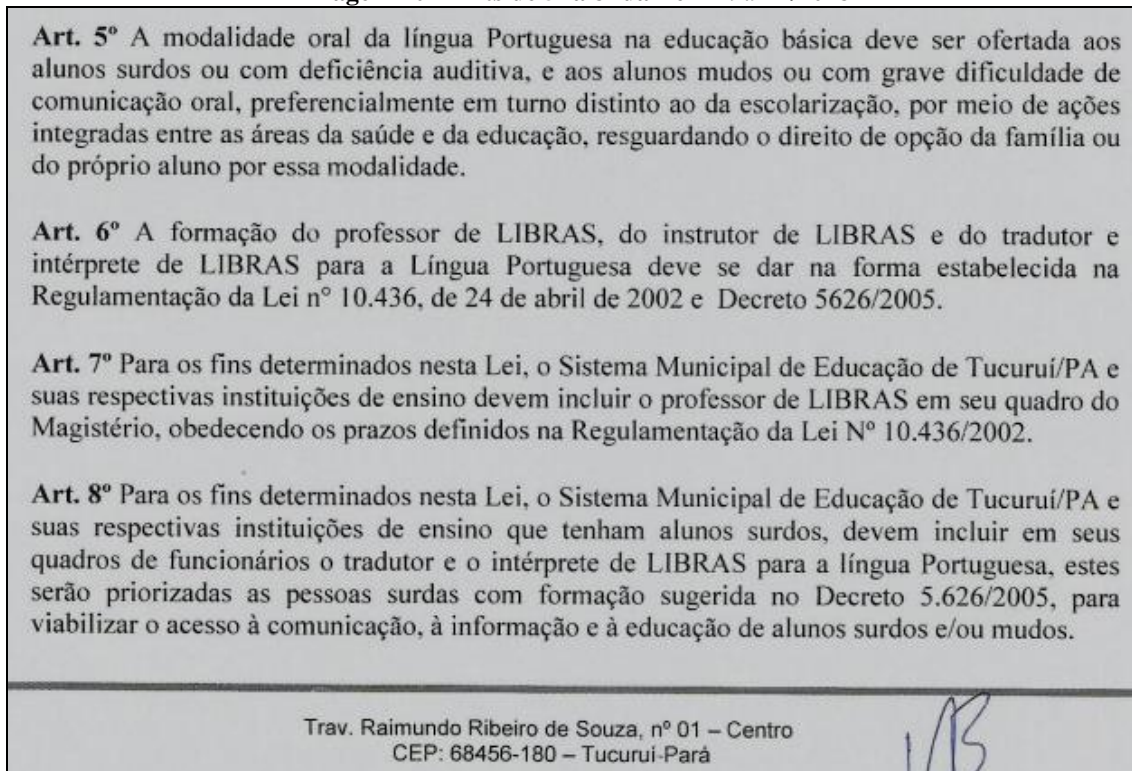 Art. 5º A modalidade oral da língua Portuguesa na educação básica deve ser ofertada aos
alunos surdos ou com deficiência auditiva, e aos alunos mudos ou com grave dificuldade de
comunicação oral, preferencialmente em turno distinto ao da escolarização, por meio de ações
integradas entre as áreas da saúde e da educação, resguardando o direito de opção da família ou
do próprio aluno por essa modalidade.
Art. 6º A formação do professor de LIBRAS, do instrutor de LIBRAS e do tradutor e
intérprete de LIBRAS para a Língua Portuguesa deve se dar na forma estabelecida na
Regulamentação da Lei n° 10.436, de 24 de abril de 2002 e Decreto 5626/2005.
Art. 7º Para os fins determinados nesta Lei, o Sistema Municipal de Educação de Tucuruí/PA e
suas respectivas instituições de ensino devem incluir o professor de LIBRAS em seu quadro do
Magistério, obedecendo os prazos definidos na Regulamentação da Lei Nº 10.436/2002.
Art. 8º Para os fins determinados nesta Lei, o Sistema Municipal de Educação de Tucuruí/PA e
suas respectivas instituições de ensino que tenham alunos surdos, devem incluir em seus
quadros de funcionários o tradutor e o intérprete de LIBRAS para a língua Portuguesa, estes
serão priorizadas as pessoas surdas com formação sugerida no Decreto 5.626/2005, para
viabilizar o acesso à comunicação, à informação e à educação de alunos surdos e/ou mudos.
Trav. Raimundo Ribeiro de Souza, nº 01 – Centro
CEP: 68456-180 – Tucuruí-Pará